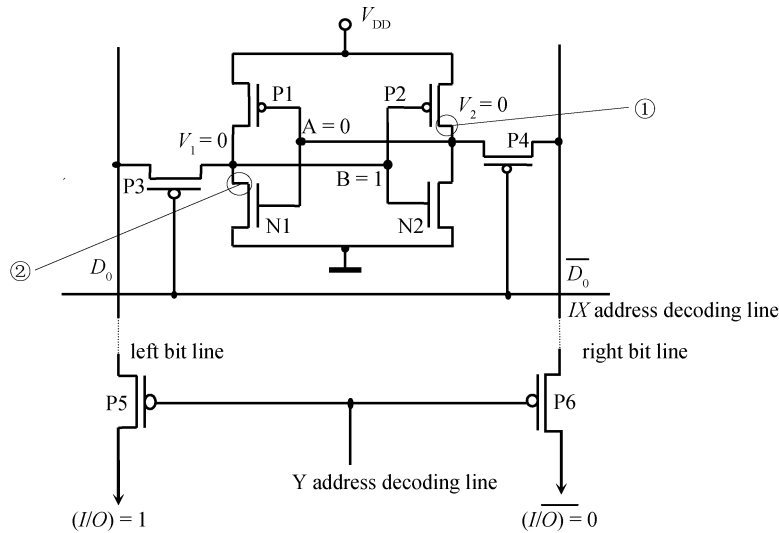 V_DD
P1
P2
V_2 = 0
①
V_1 = 0
A = 0
P4
P3
B = 1
N1
N2
②
D_0
\overline{D_0}
IX address decoding line
left bit line
right bit line
P5
P6
Y address decoding line
(I/O) = 1
(\overline{I/O}) = 0